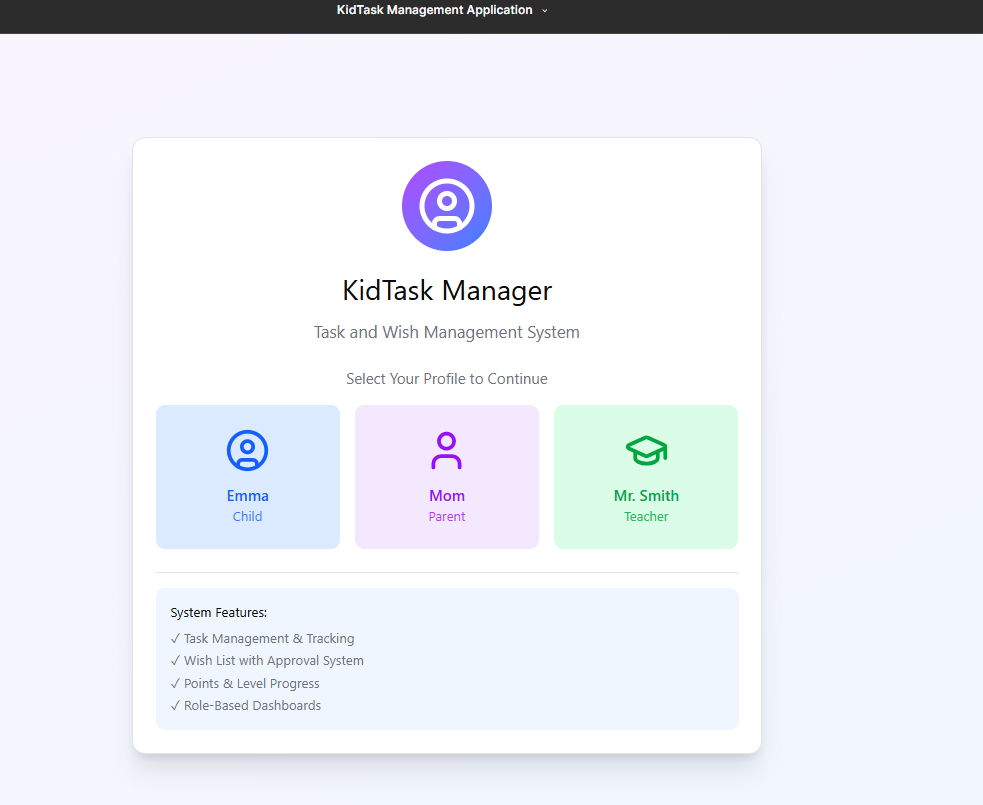 KidTask Management Application
KidTask Manager
Task and Wish Management System
Select Your Profile to Continue
Emma
Child
Mom
Parent
Mr. Smith
Teacher
System Features:
✓ Task Management & Tracking
✓ Wish List with Approval System
✓ Points & Level Progress
✓ Role-Based Dashboards